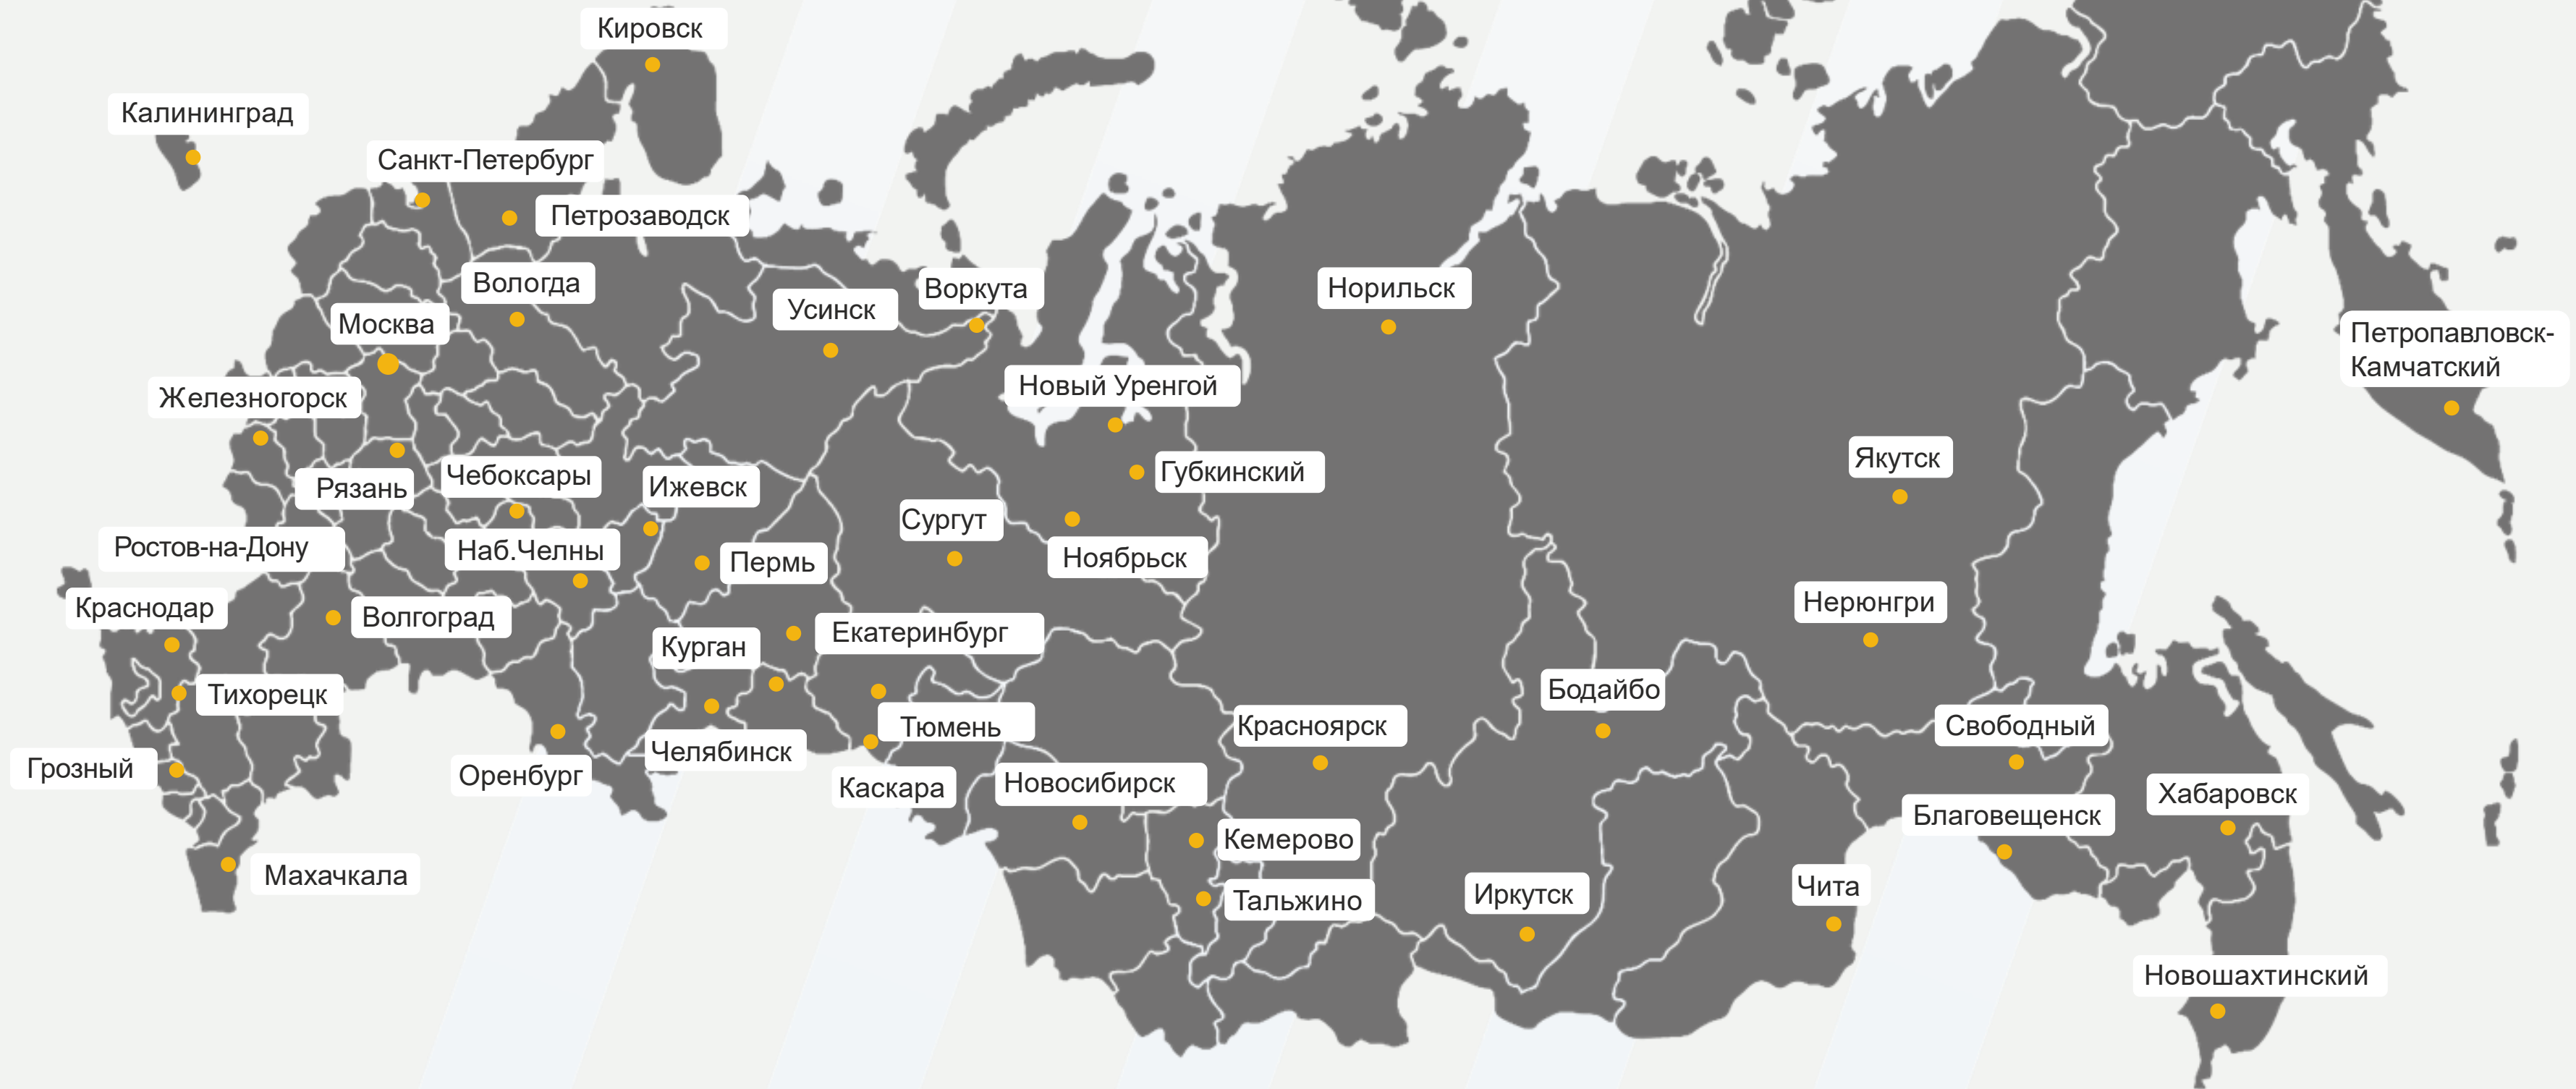 Кировск
Калининград
Санкт-Петербург
Петрозаводск
Вологда
Воркута
Норильск
Усинск
Москва
Петропавловск-
Камчатский
Новый Уренгой
Железногорск
Якутск
Губкинский
Чебоксары
Ижевск
Рязань
Сургут
Ростов-на-Дону
Наб.Челны
Ноябрьск
Пермь
Нерюнгри
Краснодар
Волгоград
Екатеринбург
Курган
Бодайбо
Тихорецк
Тюмень
Красноярск
Свободный
Челябинск
Грозный
Оренбург
Новосибирск
Каскара
Хабаровск
Благовещенск
Кемерово
Махачкала
Чита
Иркутск
Тальжино
Новошахтинский